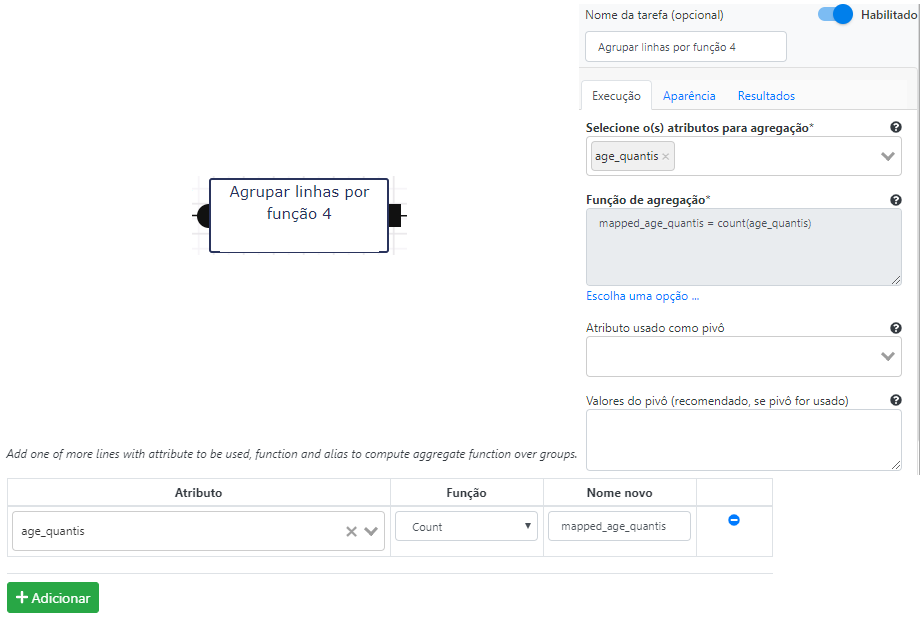 Agrupar linhas por
função 4
Nome da tarefa (opcional)
Habilitado
Agrupar linhas por função 4
Execução
Aparência
Resultados
Selecione o(s) atributos para agregação*
age_quantis ×
Função de agregação*
mapped_age_quantis = count(age_quantis)
Escolha uma opção ...
Atributo usado como pivô
Valores do pivô (recomendado, se pivô for usado)
Add one of more lines with attribute to be used, function and alias to compute aggregate function over groups.
Atributo
Função
Nome novo
age_quantis
Count
mapped_age_quantis
+ Adicionar